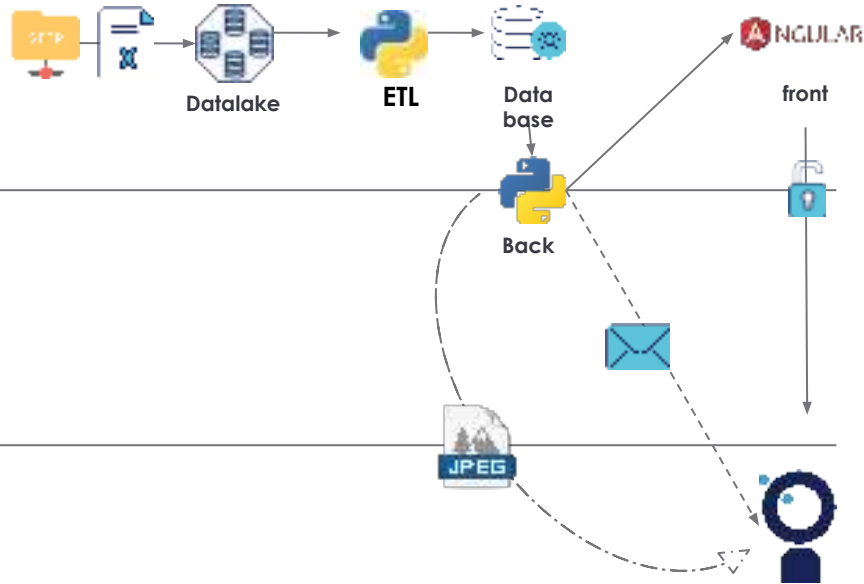 SFTP
Datalake
ETL
Data
base
ANGULAR
front
Back
JPEG